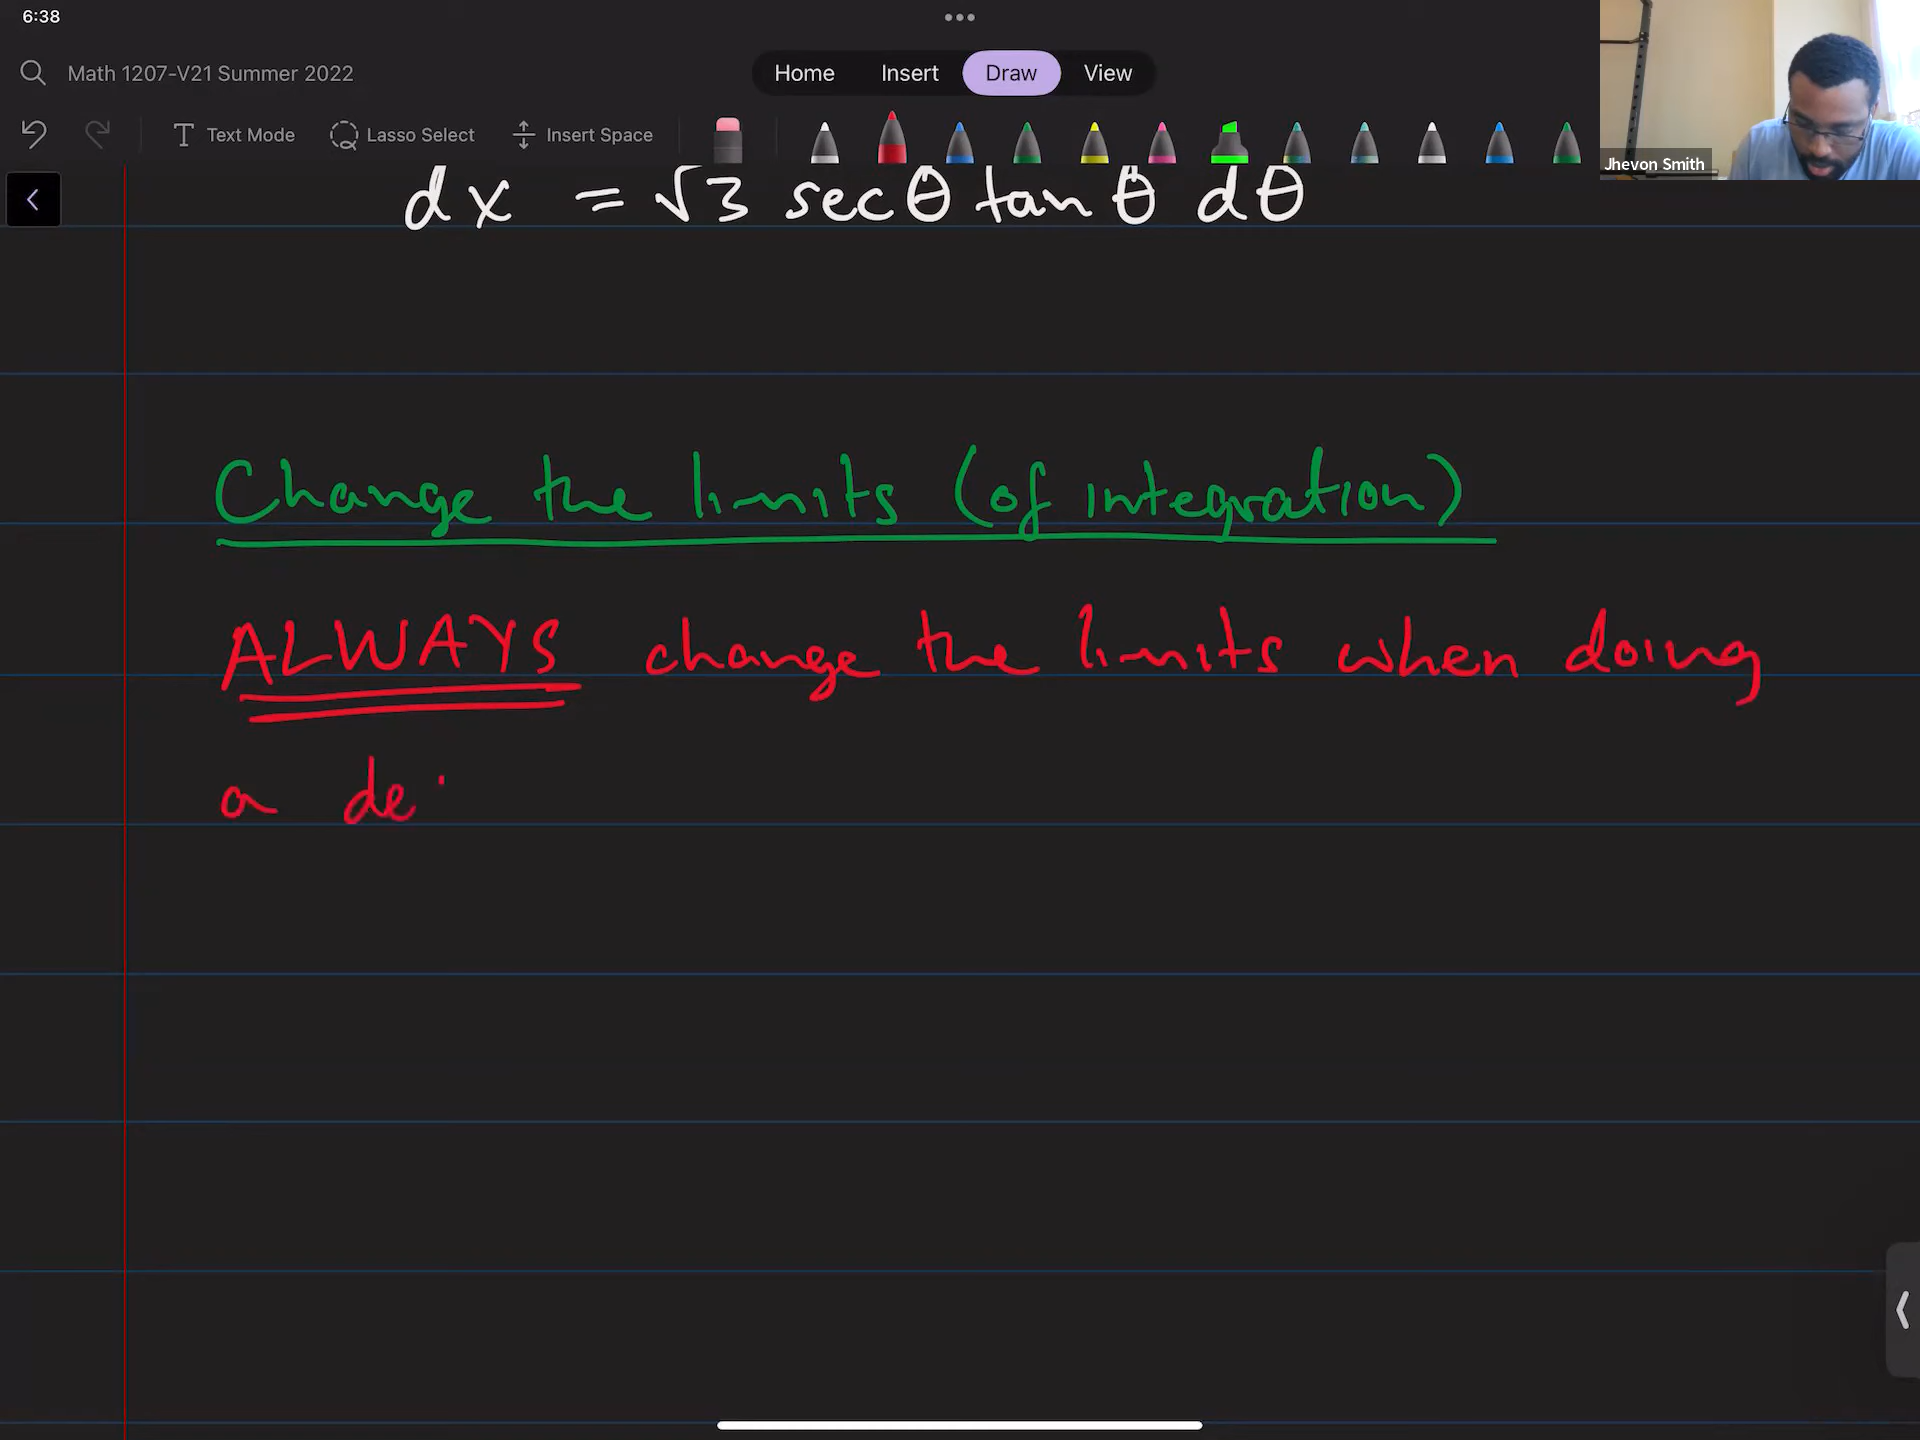 6:38
Math 1207-V21 Summer 2022
Home Insert Draw View
Text Mode Lasso Select Insert Space
Jhevon Smith
dx = √3 secθ tanθ dθ
Change the limits (of integration)
ALWAYS change the limits when doing
a de